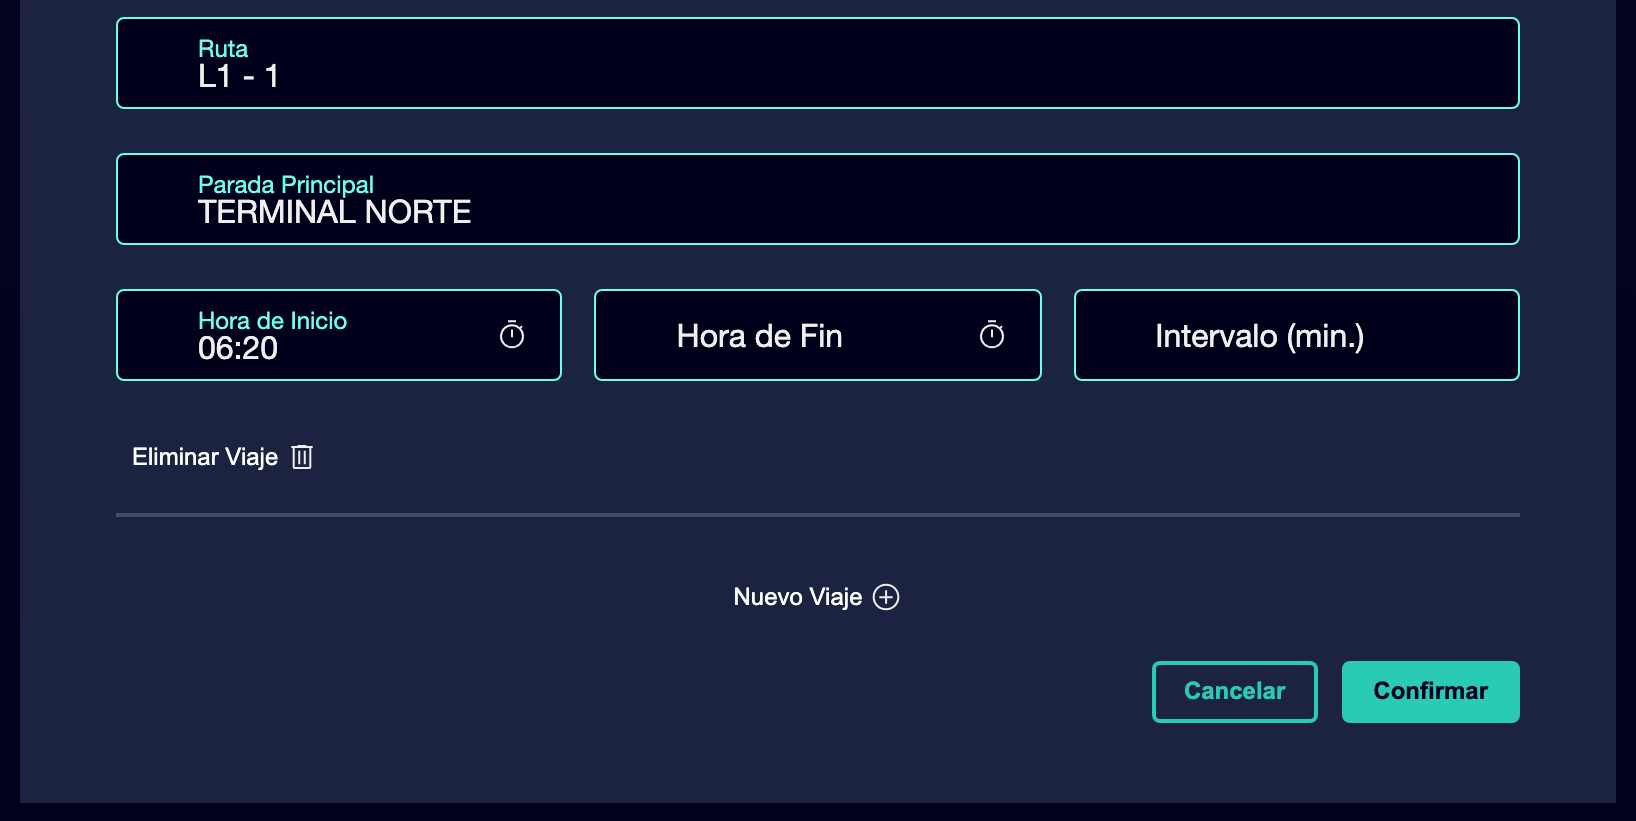 Ruta
L1 - 1
Parada Principal
TERMINAL NORTE
Hora de Inicio
06:20
Hora de Fin
Intervalo (min.)
Eliminar Viaje
Nuevo Viaje
Cancelar
Confirmar